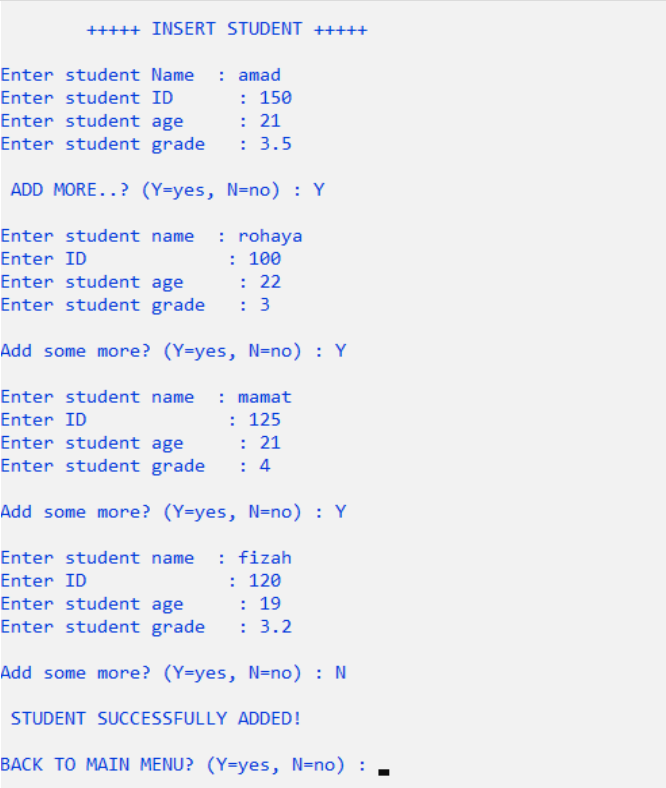 +++++ INSERT STUDENT +++++
Enter student Name : amad
Enter student ID : 150
Enter student age : 21
Enter student grade : 3.5
ADD MORE..? (Y=yes, N=no) : Y
Enter student name : rohaya
Enter ID : 100
Enter student age : 22
Enter student grade : 3
Add some more? (Y=yes, N=no) : Y
Enter student name : mamat
Enter ID : 125
Enter student age : 21
Enter student grade : 4
Add some more? (Y=yes, N=no) : Y
Enter student name : fizah
Enter ID : 120
Enter student age : 19
Enter student grade : 3.2
Add some more? (Y=yes, N=no) : N
STUDENT SUCCESSFULLY ADDED!
BACK TO MAIN MENU? (Y=yes, N=no) :